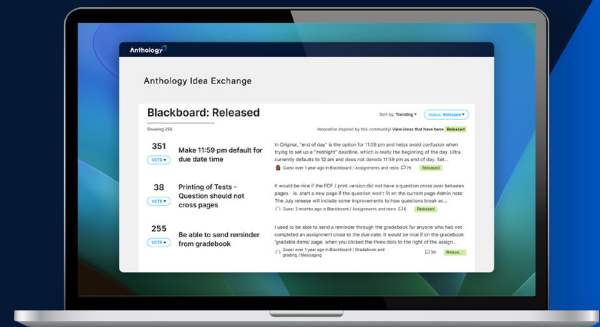 Anthology
Anthology Idea Exchange
Blackboard: Released
Sort by: Trending
Status: Released
Showing 250
Innovation inspired by this community! View ideas that have been Released
351
VOTE
Make 11:59 pm default for
due date time
In Original, "end of day" is the option for 11:59 pm and helps avoid confusion when
trying to set up a "midnight" deadline, which is really the beginning of the day. Ultra
currently defaults to 12 am and does not denote 11:59 pm as end of day. Set...
Guest over 1 year ago in Blackboard / Assignments and tests 75 Released
38
VOTE
Printing of Tests -
Question should not
cross pages
It would be nice if the PDF / print version did not have a question cross over between
pages - ie. start a new page if the question won't fit on the current page Admin note:
The July release will include some improvements to how questions break as...
Guest 3 months ago in Blackboard / Assignments and tests 6 Released
255
VOTE
Be able to send reminder
from gradebook
I used to be able to send a reminder through the gradebook for anyone who had not
completed an assignment close to the due date. It would be nice if on the gradebook
'gradable items' page, when you clicked the three dots to the right of the assign...
Guest over 1 year ago in Blackboard / Gradebook and
grading / Messaging
39 Releas...